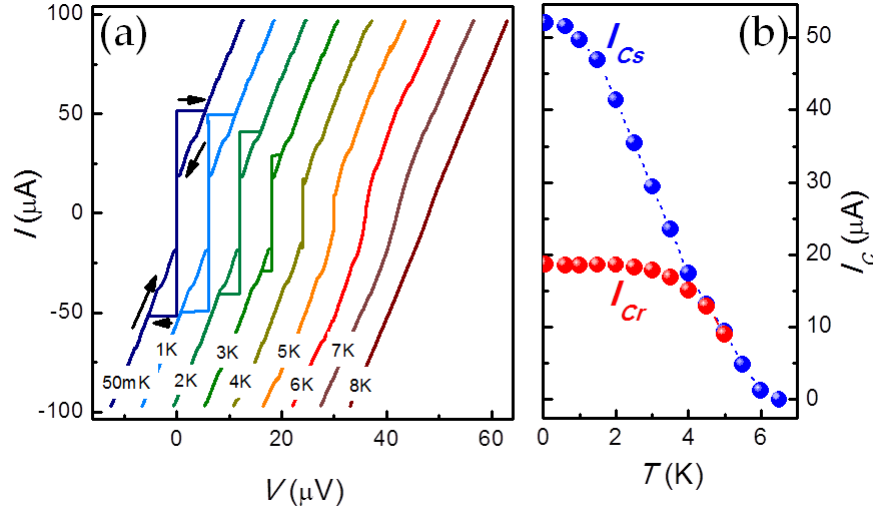 (a)
100
50
0
-50
-100
I (μA)
50mK
1K
2K
3K
4K
5K
6K
7K
8K
0
20
40
60
V (μV)
(b)
I_Cs
I_Cr
50
40
30
20
10
0
I_C (μA)
0
2
4
6
T (K)